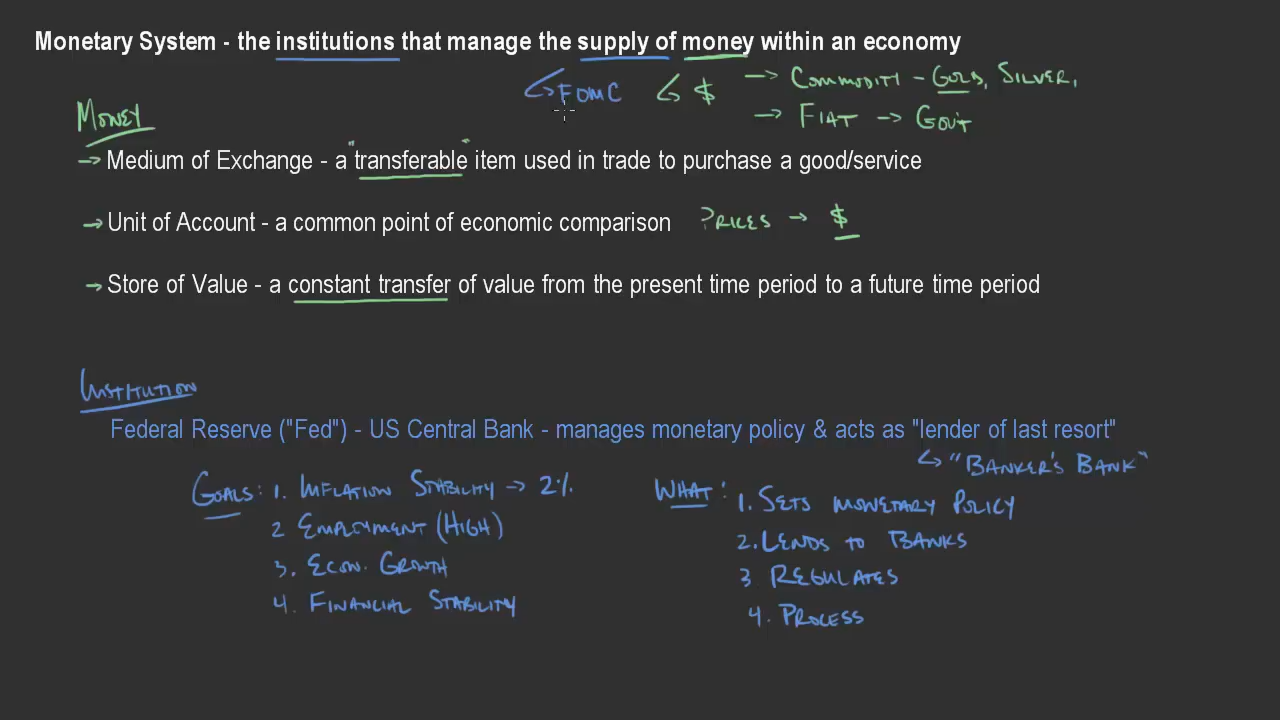 Monetary System - the institutions that manage the supply of money within an economy
FOMC $ → COMMODITY - GOLD, SILVER,
→ FIAT → GOV'T
MONEY
→ Medium of Exchange - a "transferable" item used in trade to purchase a good/service
→ Unit of Account - a common point of economic comparison PRICES → $
→ Store of Value - a constant transfer of value from the present time period to a future time period
INSTITUTION
Federal Reserve ("Fed") - US Central Bank - manages monetary policy & acts as "lender of last resort"
"BANKER'S BANK"
GOALS: 1. INFLATION STABILITY → 2%
2 EMPLOYMENT (HIGH)
3. ECON. GROWTH
4. FINANCIAL STABILITY
WHAT: 1. SETS MONETARY POLICY
2. LENDS TO BANKS
3 REGULATES
4. PROCESS